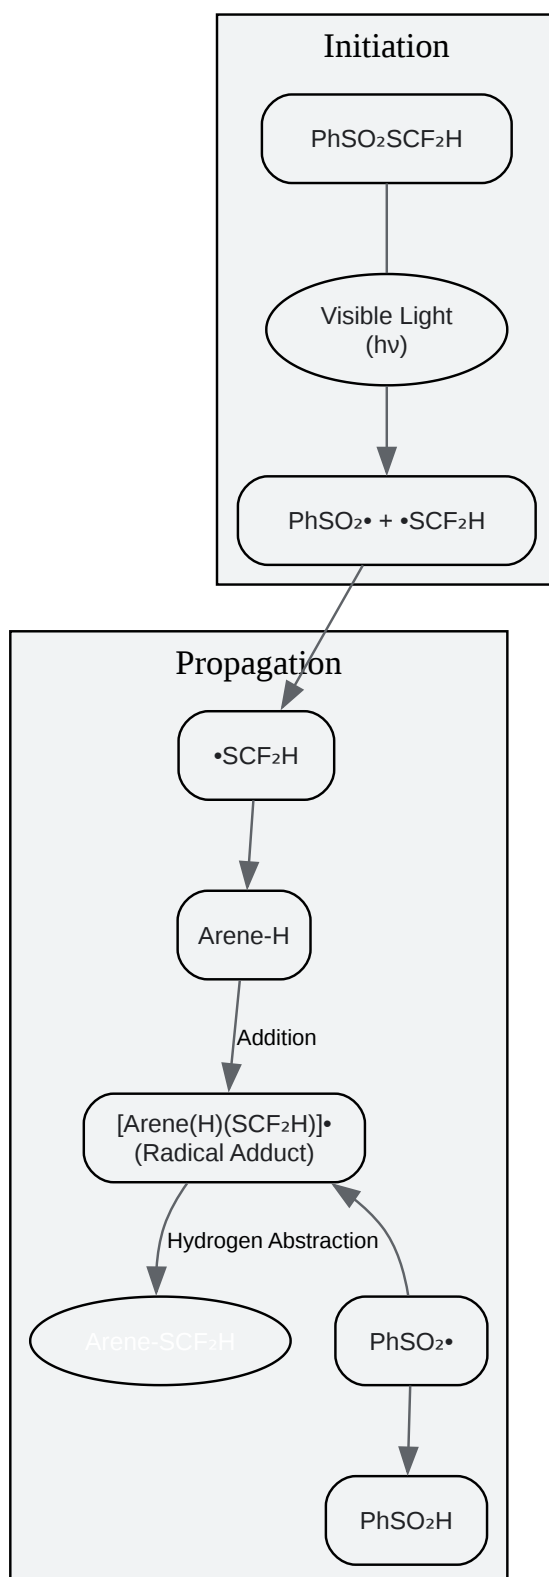 Initiation
PhSO₂SCF₂H
Visible Light
(hν)
PhSO₂• + •SCF₂H
Propagation
•SCF₂H
Arene-H
Addition
[Arene(H)(SCF₂H)]•
(Radical Adduct)
Hydrogen Abstraction
Arene-SCF₂H
PhSO₂•
PhSO₂H